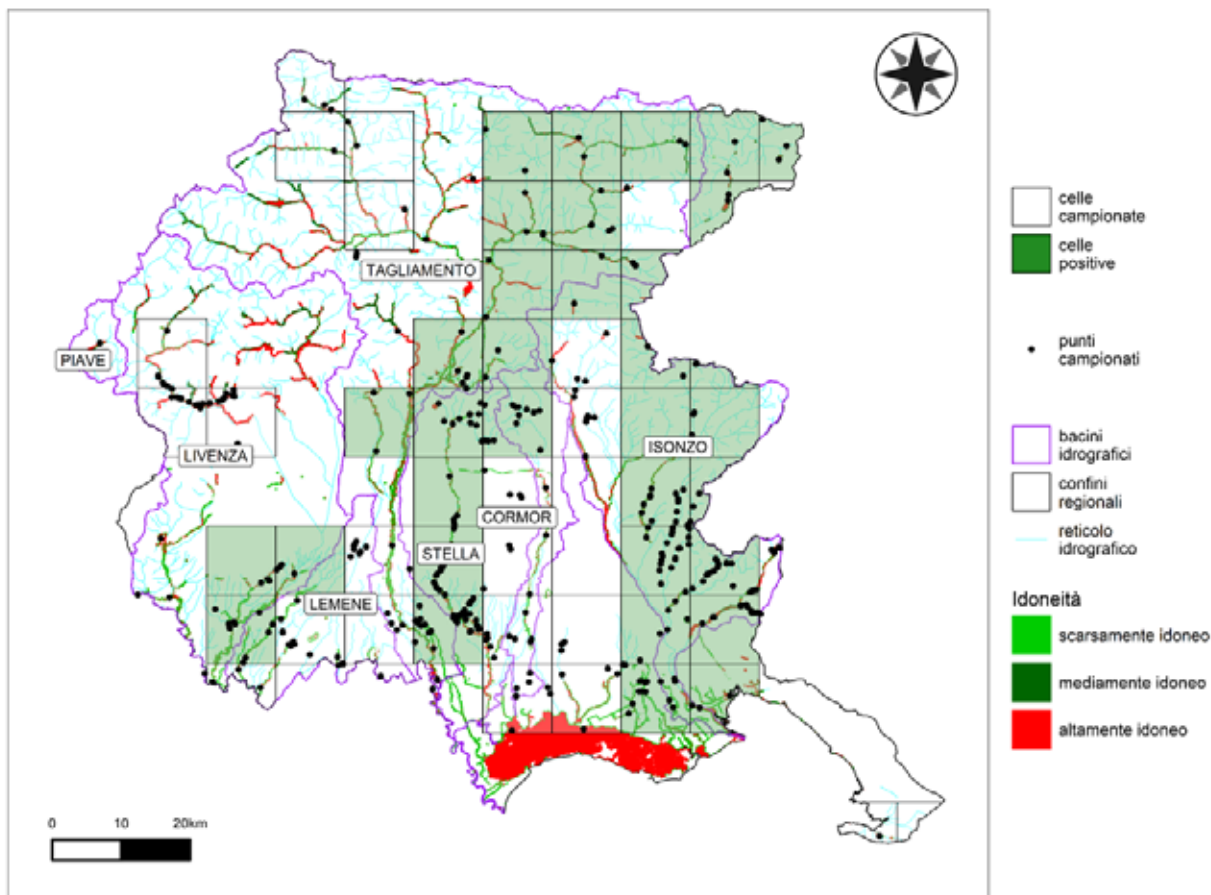 TAGLIAMENTO
PIAVE
LIVENZA
ISONZO
CORMOR
STELLA
LEMENE
0 10 20km
celle
campionate
celle
positive
punti
campionati
bacini
idrografici
confini
regionali
reticolo
idrografico
Idoneità
scarsamente idoneo
mediamente idoneo
altamente idoneo